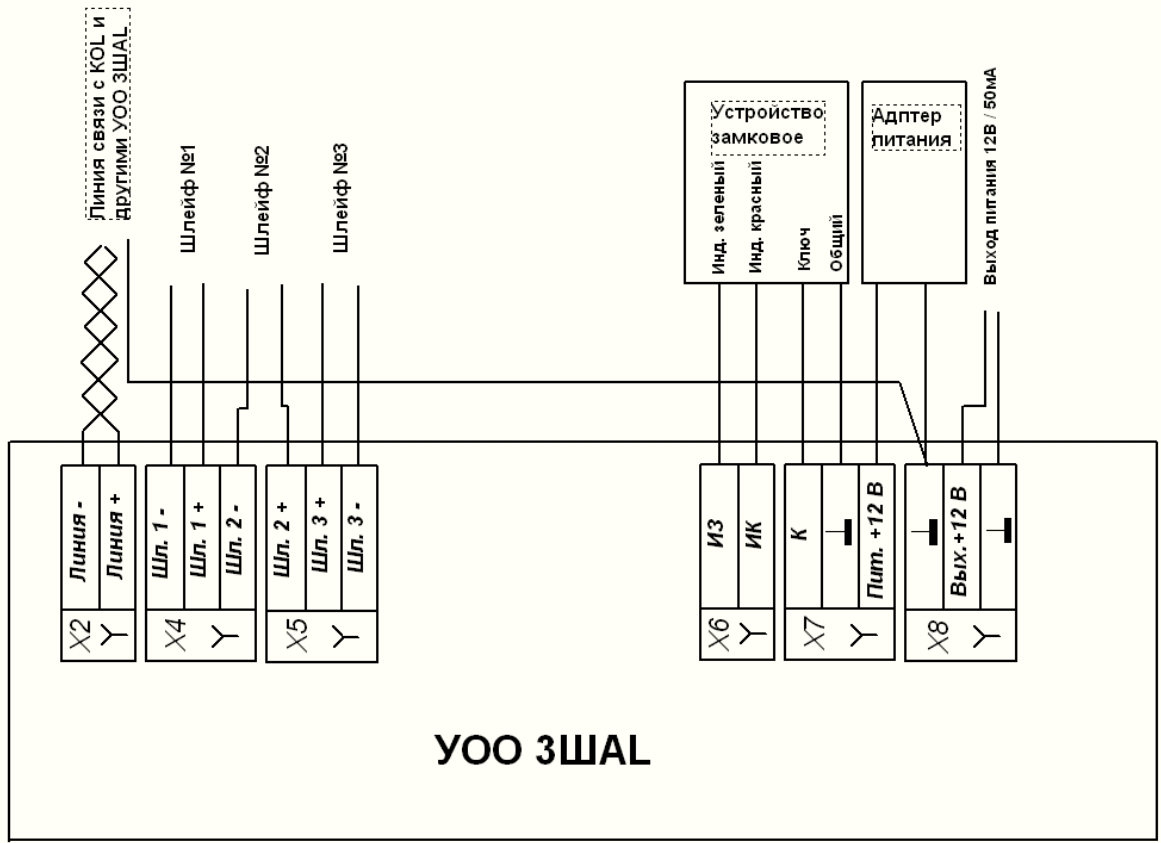 Линия связи с KOL и
другими УОО 3ШAL
Шлейф №1
Шлейф №2
Шлейф №3
Устройство
замковое
Инд. зеленый
Инд. красный
Ключ
Общий
Адптер
питания
Выход питания 12В / 50мА
Линия -
Линия +
Шл. 1 -
Шл. 1 +
Шл. 2 -
Шл. 2 +
Шл. 3 +
Шл. 3 -
ИЗ
ИК
К
Пит. +12 В
Вых.+12 В
X2
X4
X5
X6
X7
X8
УОО 3ШAL